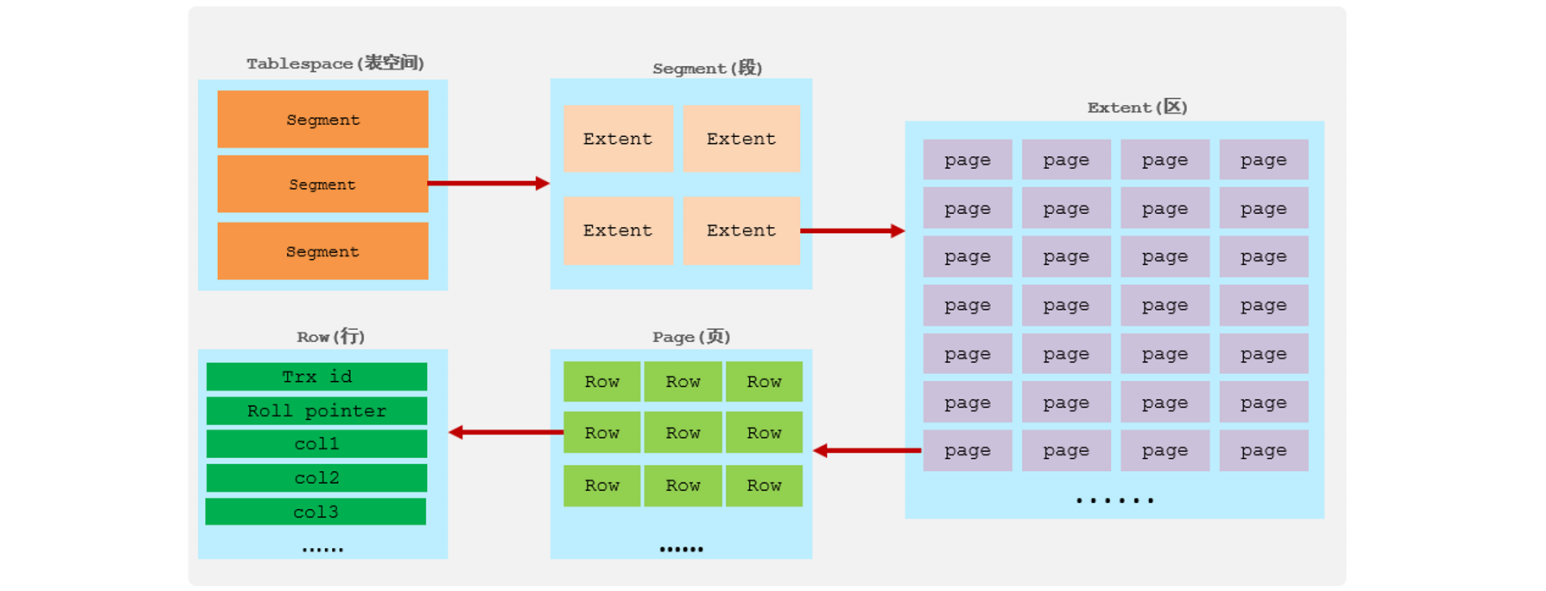 Tablespace(表空间)
Segment
Segment
Segment
Segment(段)
Extent Extent
Extent Extent
Extent(区)
page page page page
page page page page
page page page page
page page page page
page page page page
page page page page
page page page page
......
Row(行)
Trx id
Roll pointer
col1
col2
col3
......
Page(页)
Row Row Row
Row Row Row
Row Row Row
......